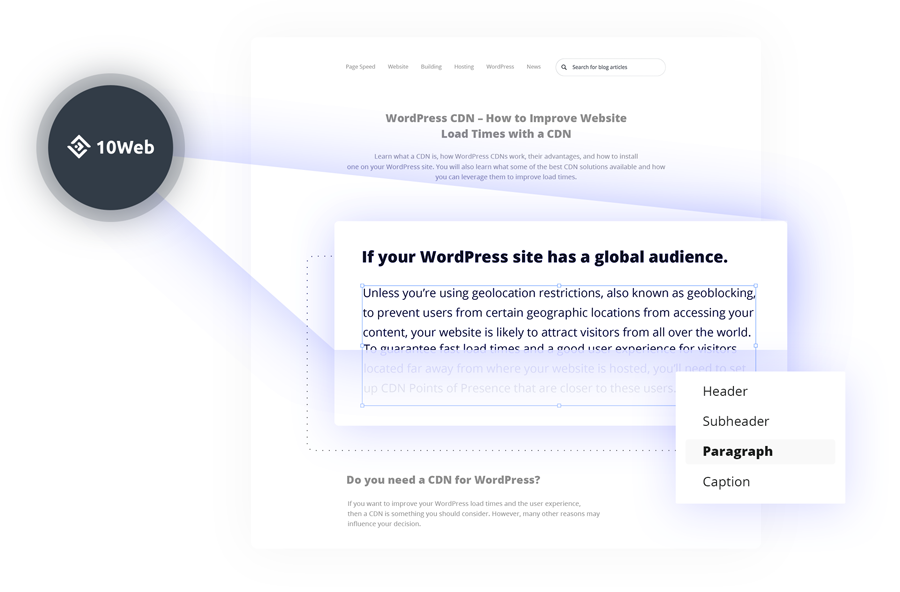 Page Speed Website Building Hosting WordPress News Search for blog articles
WordPress CDN – How to Improve Website
Load Times with a CDN
10Web
Learn what a CDN is, how WordPress CDNs work, their advantages, and how to install
one on your WordPress site. You will also learn what some of the best CDN solutions available and how
you can leverage them to improve load times.
If your WordPress site has a global audience.
Unless you’re using geolocation restrictions, also known as geoblocking,
to prevent users from certain geographic locations from accessing your
content, your website is likely to attract visitors from all over the world.
To guarantee fast load times and a good user experience for visitors
located far away from where your website is hosted, you’ll need to set
up CDN Points of Presence that are closer to these users.
Header
Subheader
Paragraph
Caption
Do you need a CDN for WordPress?
If you want to improve your WordPress load times and the user experience,
then a CDN is something you should consider. However, many other reasons may
influence your decision.